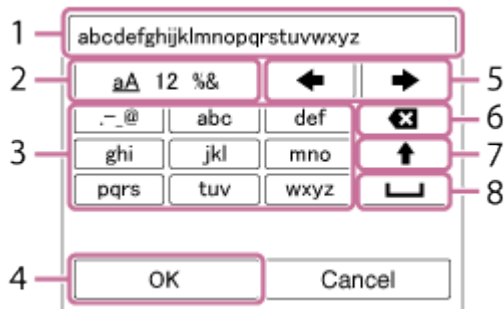 1 abcdefghijklmnopqrstuvwxyz
2 aA 12 %& 5
.-_@ abc def 6
3 ghi jkl mno 7
pqrs tuv wxyz 8
4 OK Cancel